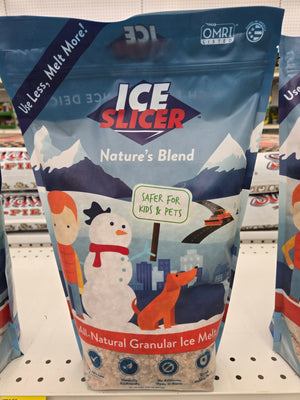 Use Less, Melt More!
ICE
OMRI
LISTED
ICE
SLICER
Nature's Blend
SAFER FOR
KIDS & PETS
All-Natural Granular Ice Melt